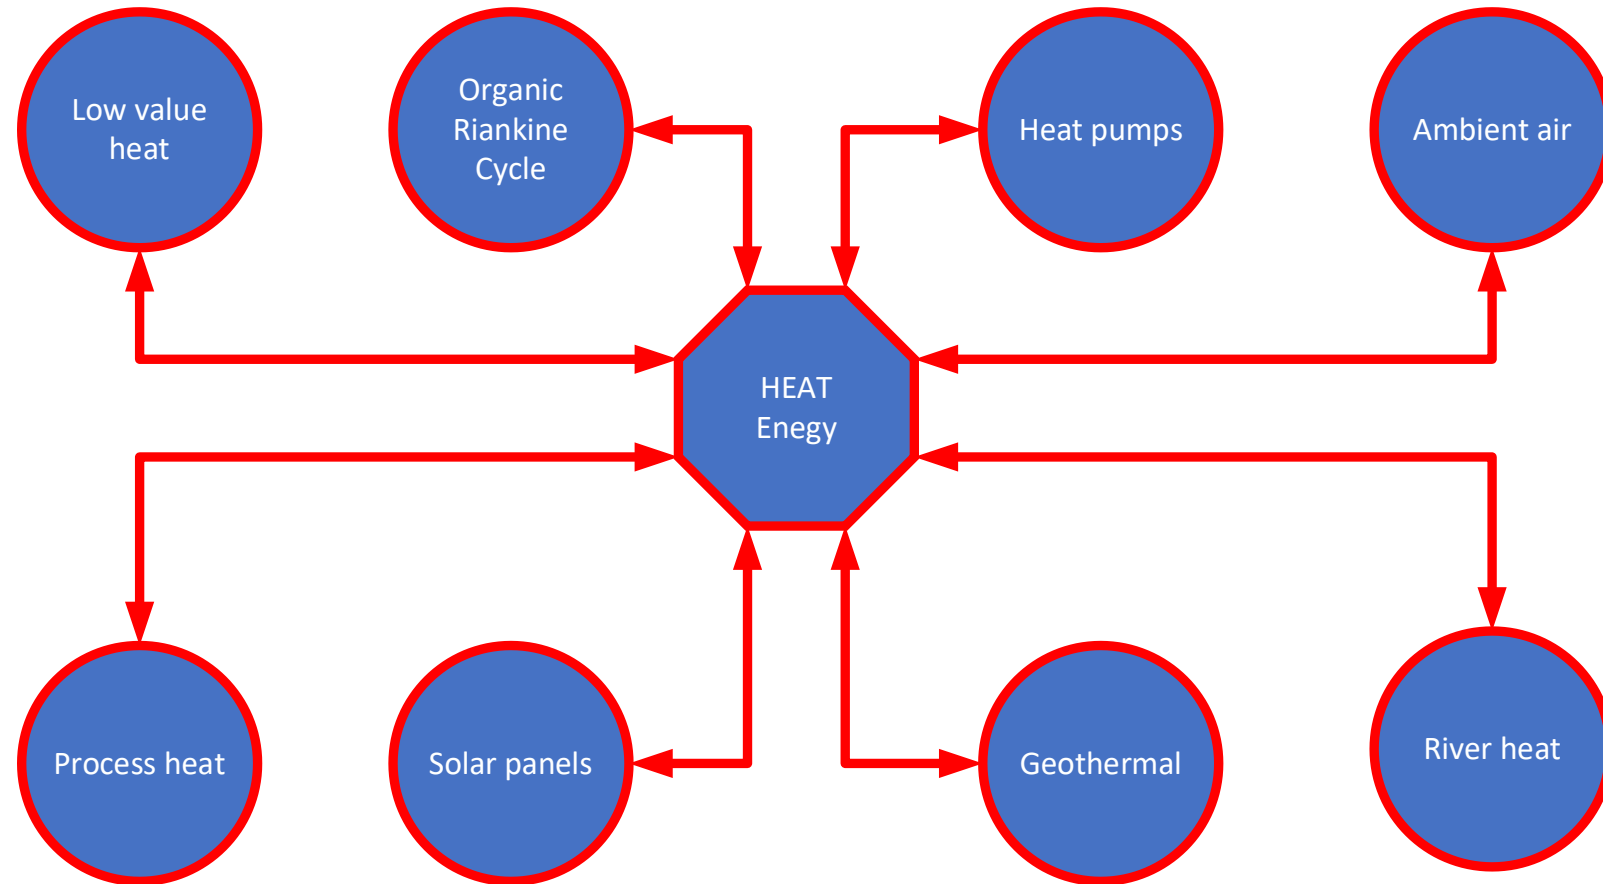 Low value
heat
Organic
Riankine
Cycle
Heat pumps
Ambient air
HEAT
Enegy
Process heat
Solar panels
Geothermal
River heat